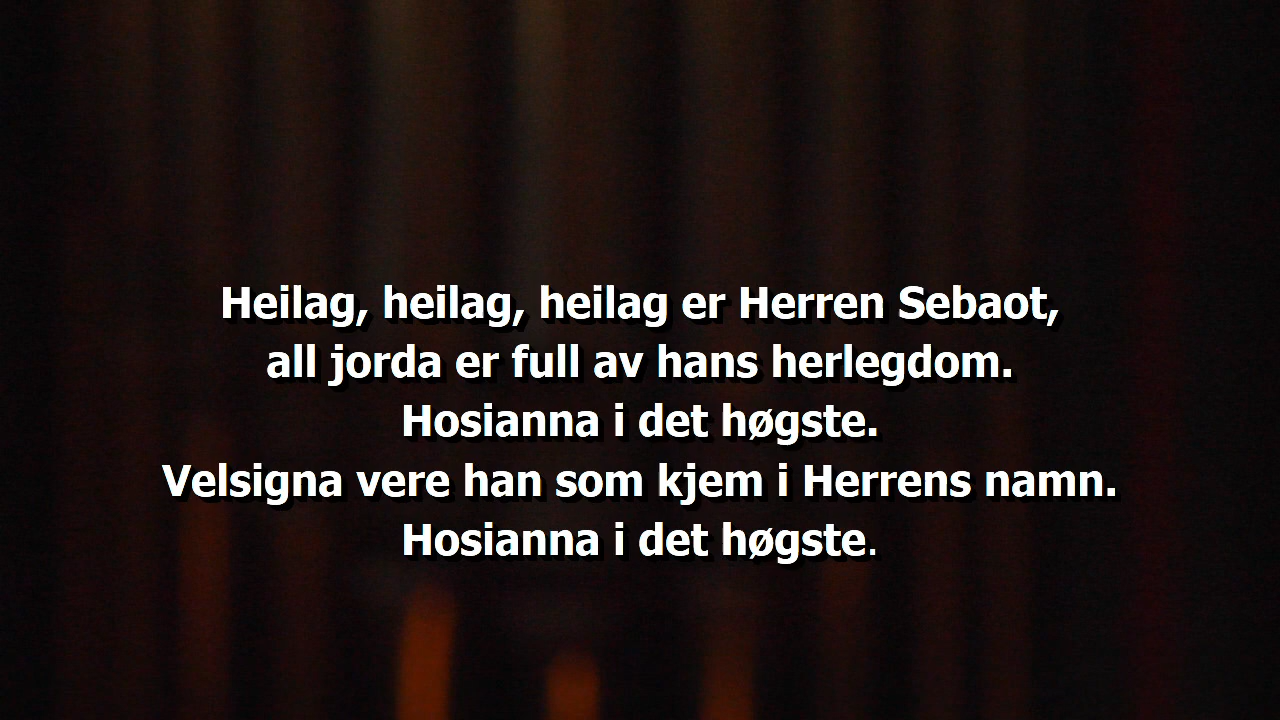 Heilag, heilag, heilag er Herren Sebaot,
all jorda er full av hans herlegdom.
Hosianna i det høgste.
Velsigna vere han som kjem i Herrens namn.
Hosianna i det høgste.